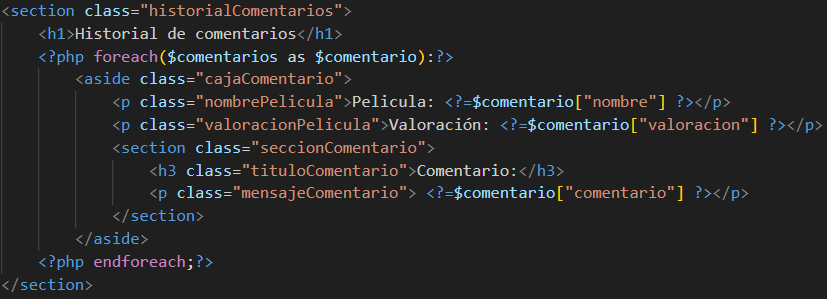 <section class="historialComentarios">
<h1>Historial de comentarios</h1>
<?php foreach($comentarios as $comentario):?>
<aside class="cajaComentario">
<p class="nombrePelicula">Pelicula: <?=$comentario["nombre"] ?></p>
<p class="valoracionPelicula">Valoración: <?=$comentario["valoracion"] ?></p>
<section class="seccionComentario">
<h3 class="tituloComentario">Comentario:</h3>
<p class="mensajeComentario"> <?=$comentario["comentario"] ?></p>
</section>
</aside>
<?php endforeach;?>
</section>